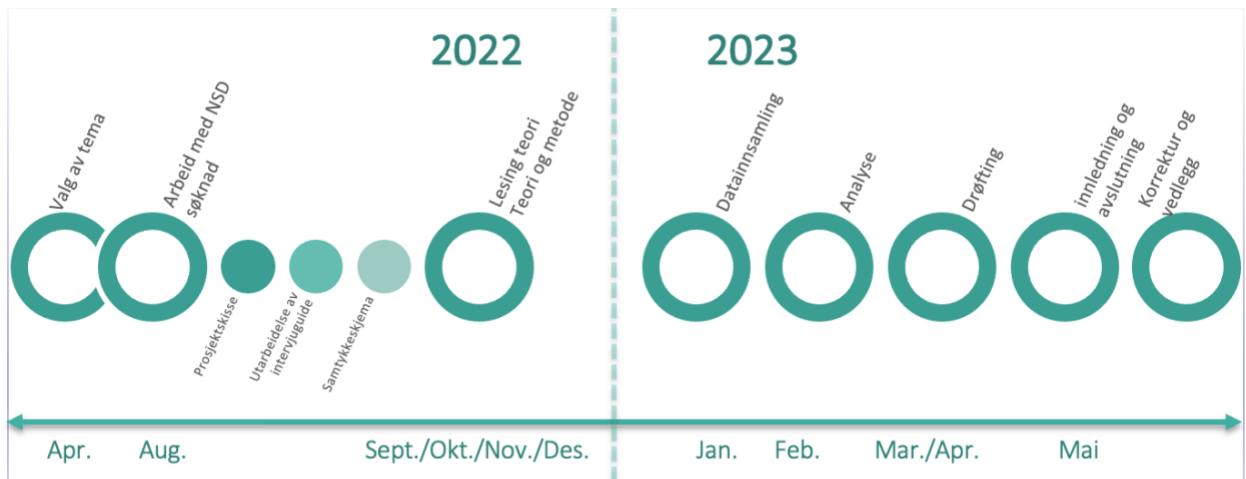 2022
2023
Valg av tema
Arbeid med NSD
søknad
Prosjektskisse
Utarbeidelse av
intervjuguide
Samtykkeskjema
Lesing teori
Teori og metode
Datainnsamling
Analyse
Drøfting
innledning og
avslutning
Korrektur og
vedlegg
Apr.
Aug.
Sept./Okt./Nov./Des.
Jan.
Feb.
Mar./Apr.
Mai